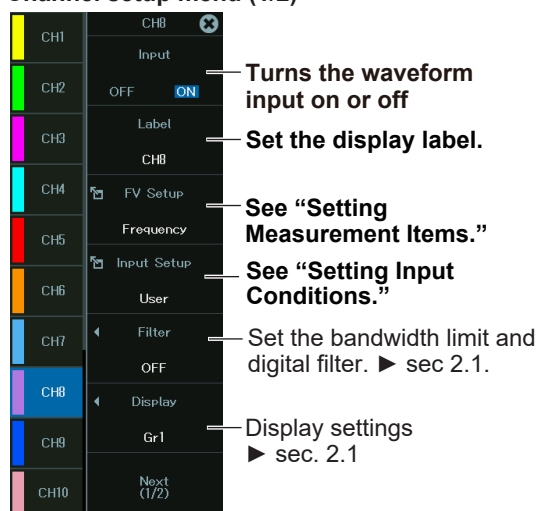 Channel setup menu (1/2)
CH1
CH2
CH3
CH4
CH5
CH6
CH7
CH8
CH9
CH10
CH8
Input
OFF ON
Label
CH8
FV Setup
Frequency
Input Setup
User
Filter
OFF
Display
Gr1
Next
(1/2)
Turns the waveform
input on or off
Set the display label.
See “Setting
Measurement Items.”
See “Setting Input
Conditions.”
Set the bandwidth limit and
digital filter. ► sec 2.1.
Display settings
► sec. 2.1